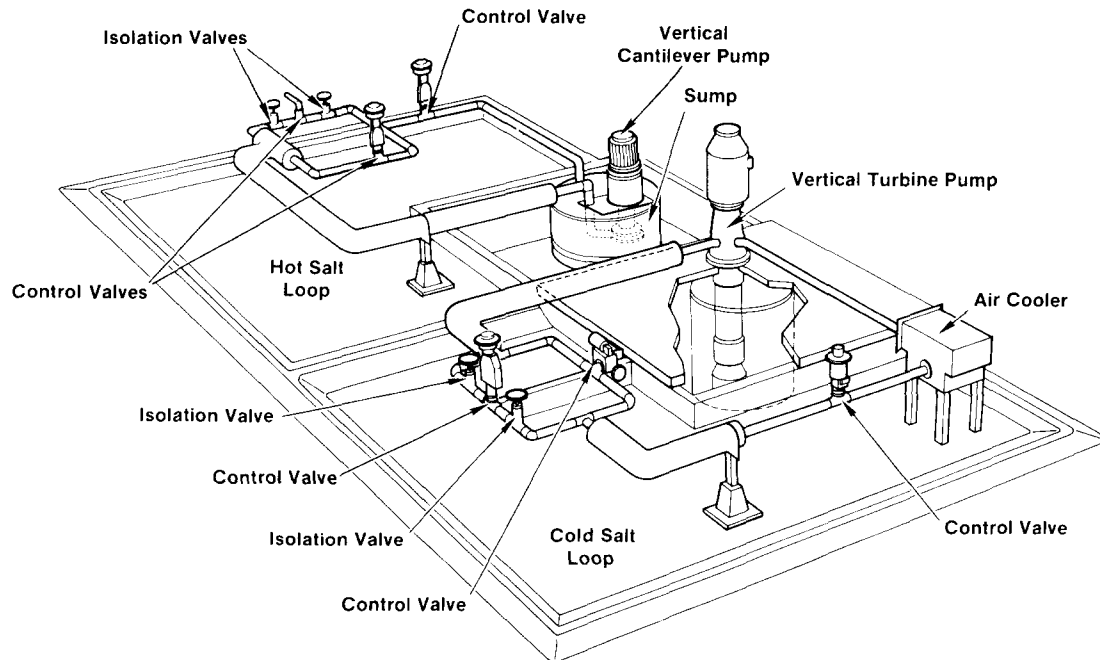 Control Valve
Isolation Valves
Vertical
Cantilever Pump
Sump
Vertical Turbine Pump
Hot Salt
Loop
Control Valves
Air Cooler
Isolation Valve
Control Valve
Isolation Valve
Cold Salt
Loop
Control Valve
Control Valve